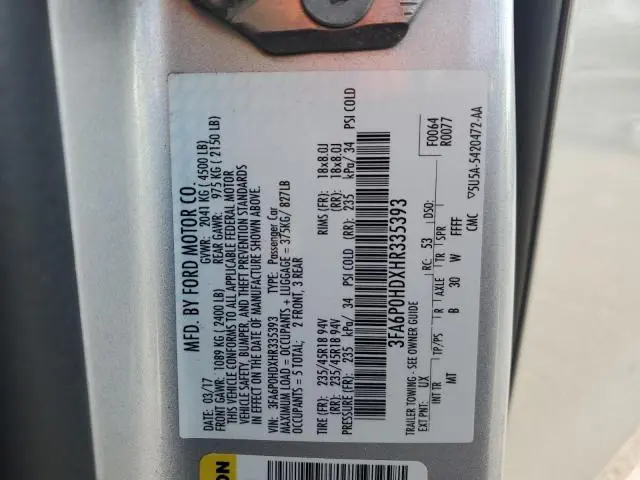 MFD. BY FORD MOTOR CO.
03/17 GVWR: 2041 KG ( 4500 LB)
FRONT GAWR: 1089 KG ( 2400 LB) REAR GAWR: 975 KG ( 2150 LB)
THIS VEHICLE CONFORMS TO ALL APPLICABLE FEDERAL MOTOR
VEHICLE SAFETY, BUMPER, AND THEFT PREVENTION STANDARDS
IN EFFECT ON THE DATE OF MANUFACTURE SHOWN ABOVE.
VIN: 3FA6P0HDXHR335393 TYPE: Passenger Car
MAXIMUM LOAD = OCCUPANTS + LUGGAGE = 375KG/ 827LB
OCCUPANTS = 5 TOTAL; 2 FRONT, 3 REAR
TIRE (FR): 235/45R18 94V RIMS (FR): 18x8.0J
TIRE (RR): 235/45R18 94V (RR): 18x8.0J
PRESSURE (FR): 235 kPa/ 34 PSI COLD (RR): 235 kPa/ 34 PSI COLD
3FA6P0HDXHR335393
F0064
R0077
TRAILER TOWING - SEE OWNER GUIDE
EXT PNT: UX RC: 53 DSO:
INT TR TP/PS R AXLE TR SPR
MT B 30 W FFFF
CMC ▽5U5A-5420472-AA
ON